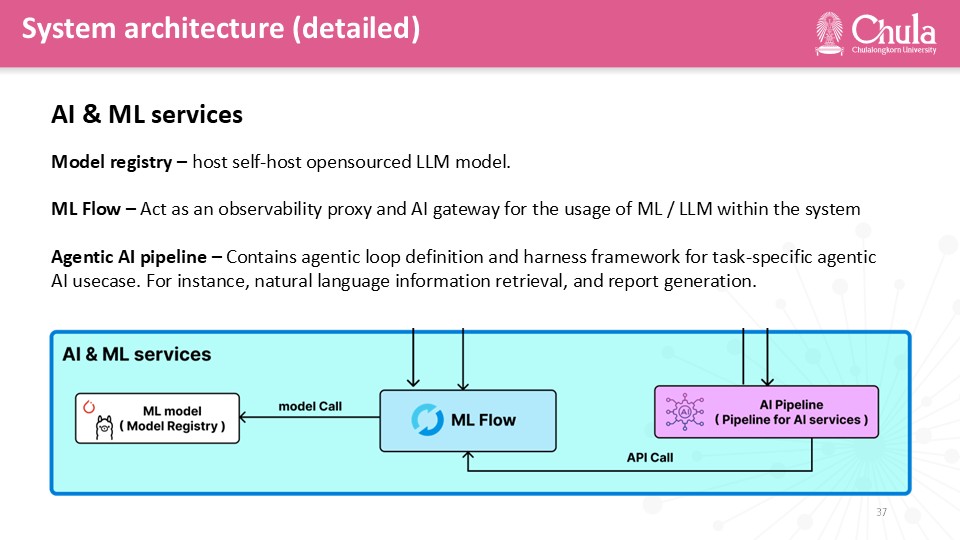 System architecture (detailed)
Chula
Chulalongkorn University
AI & ML services
Model registry – host self-host opensourced LLM model.
ML Flow – Act as an observability proxy and AI gateway for the usage of ML / LLM within the system
Agentic AI pipeline – Contains agentic loop definition and harness framework for task-specific agentic
AI usecase. For instance, natural language information retrieval, and report generation.
AI & ML services
ML model
( Model Registry )
model Call
ML Flow
AI
AI Pipeline
( Pipeline for AI services )
API Call
37